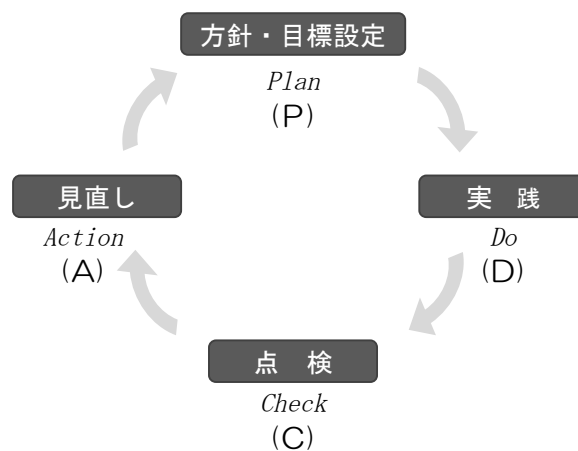 方針・目標設定
Plan
(P)
実 践
Do
(D)
点 検
Check
(C)
見直し
Action
(A)